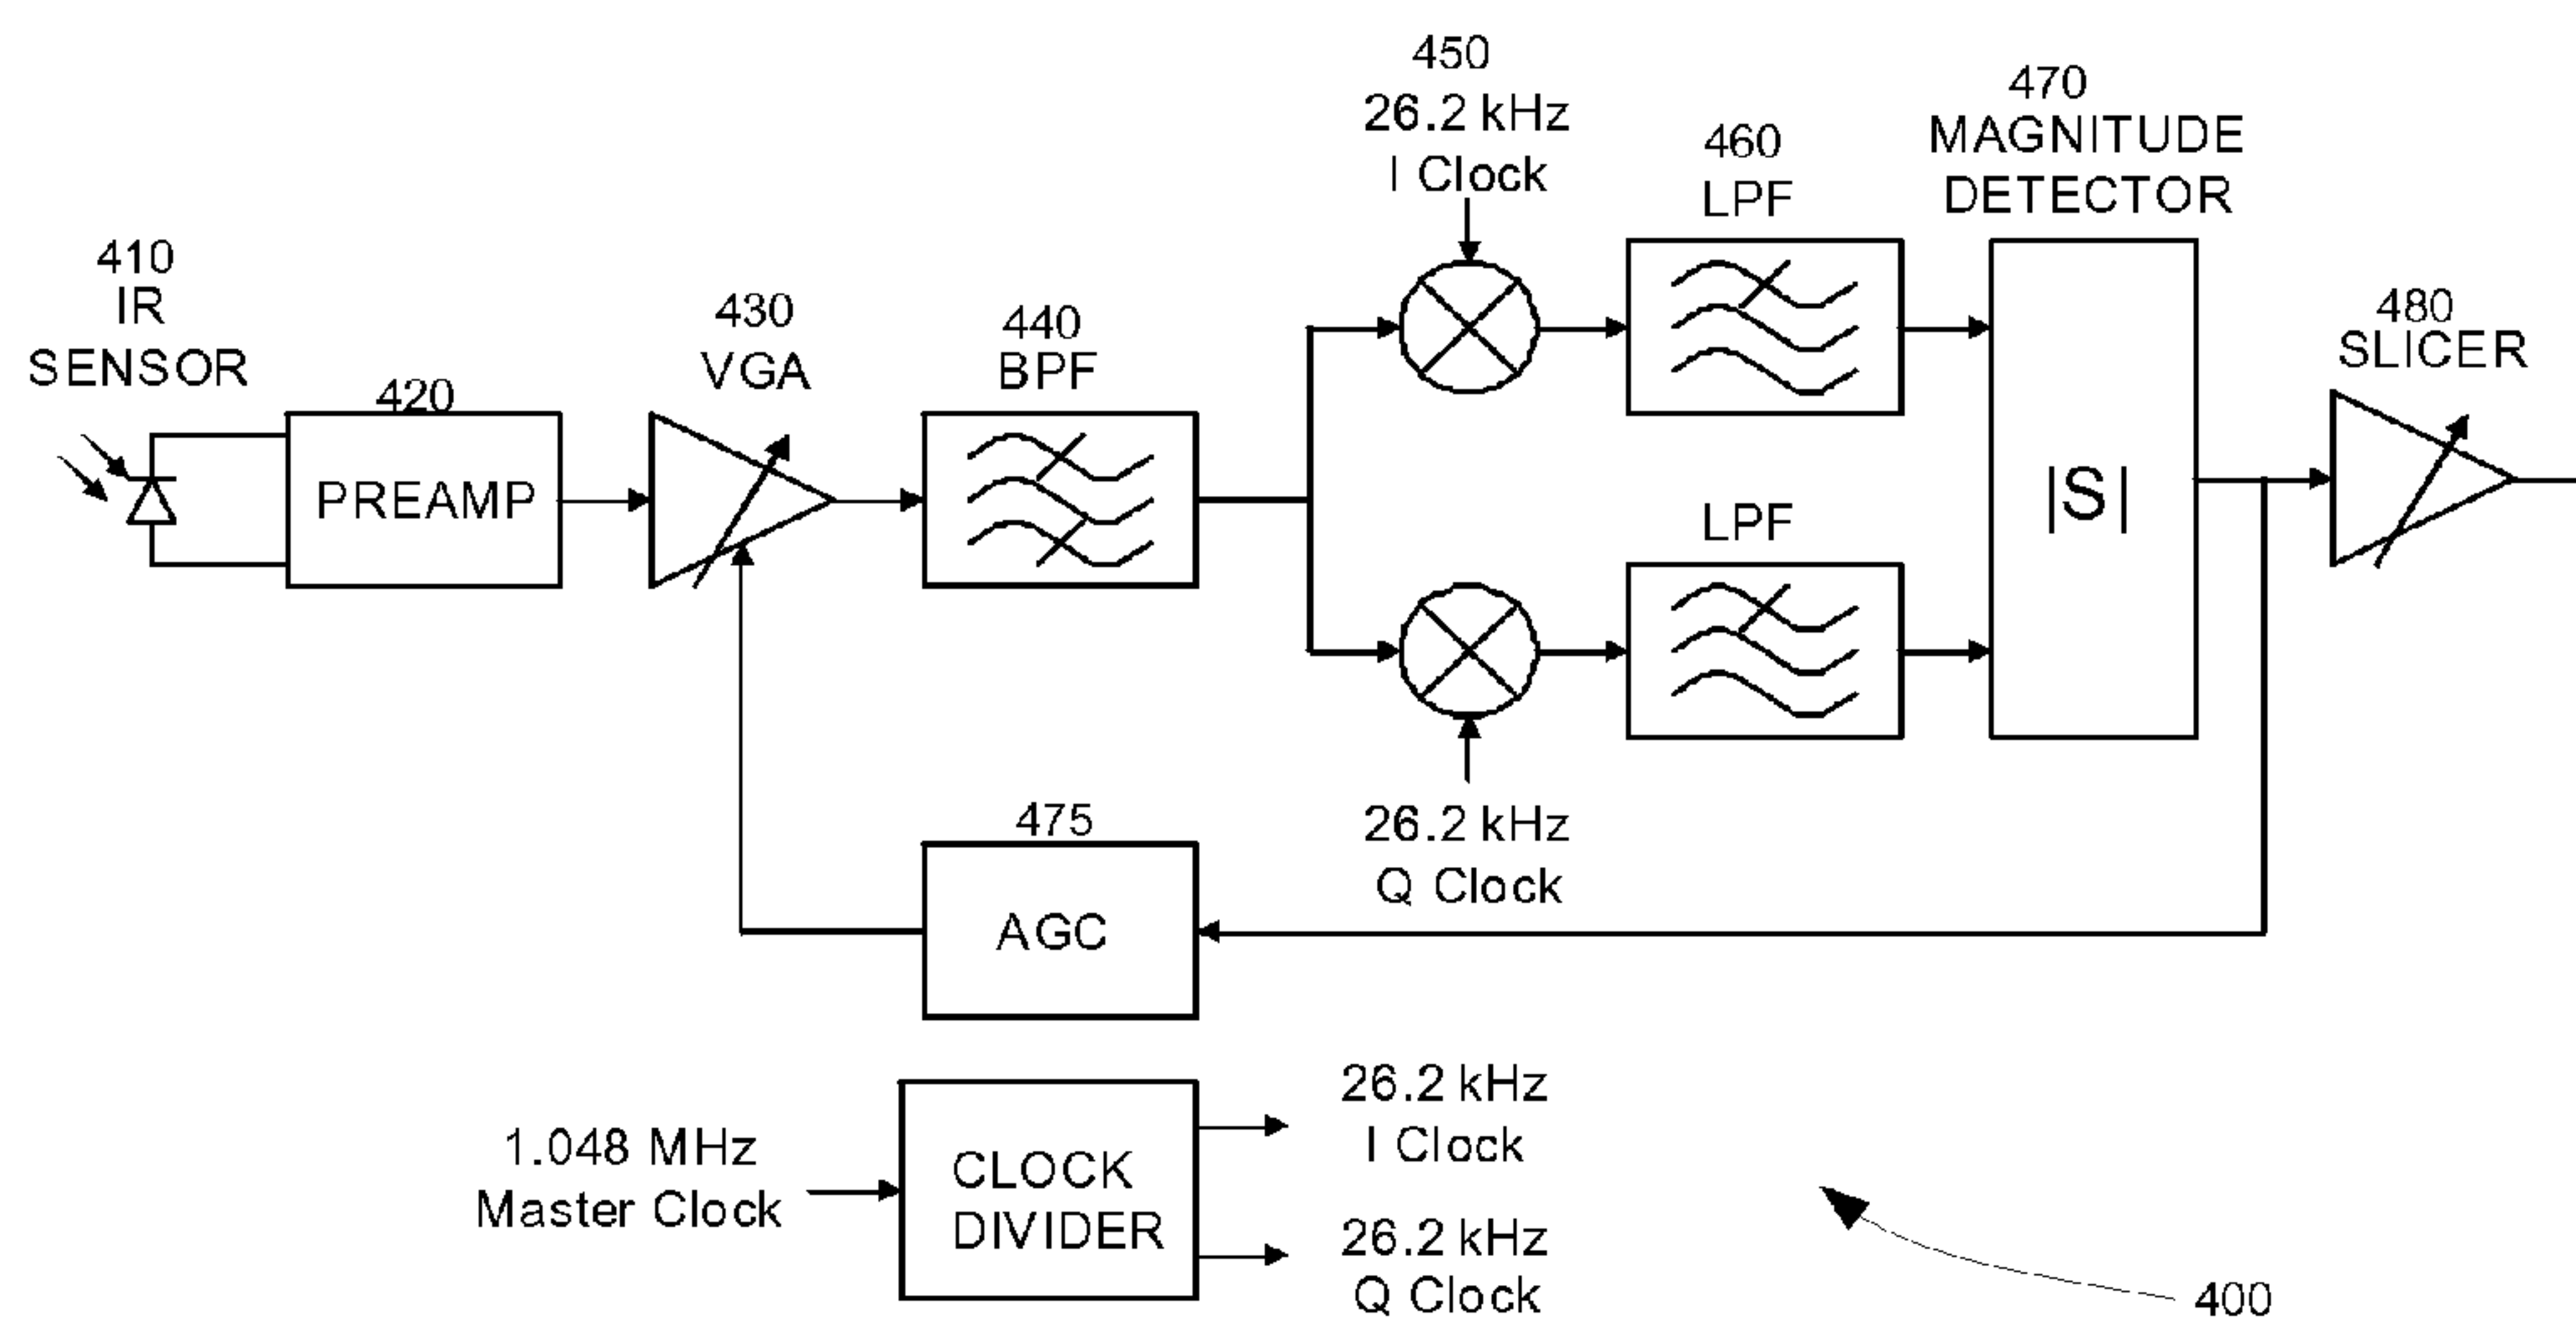 450
26.2 kHz
I Clock
470
MAGNITUDE
DETECTOR
460
LPF
410
IR
SENSOR
430
VGA
440
BPF
480
SLICER
420
PREAMP
|S|
LPF
475
AGC
26.2 kHz
Q Clock
1.048 MHz
Master Clock
CLOCK
DIVIDER
26.2 kHz
I Clock
26.2 kHz
Q Clock
400